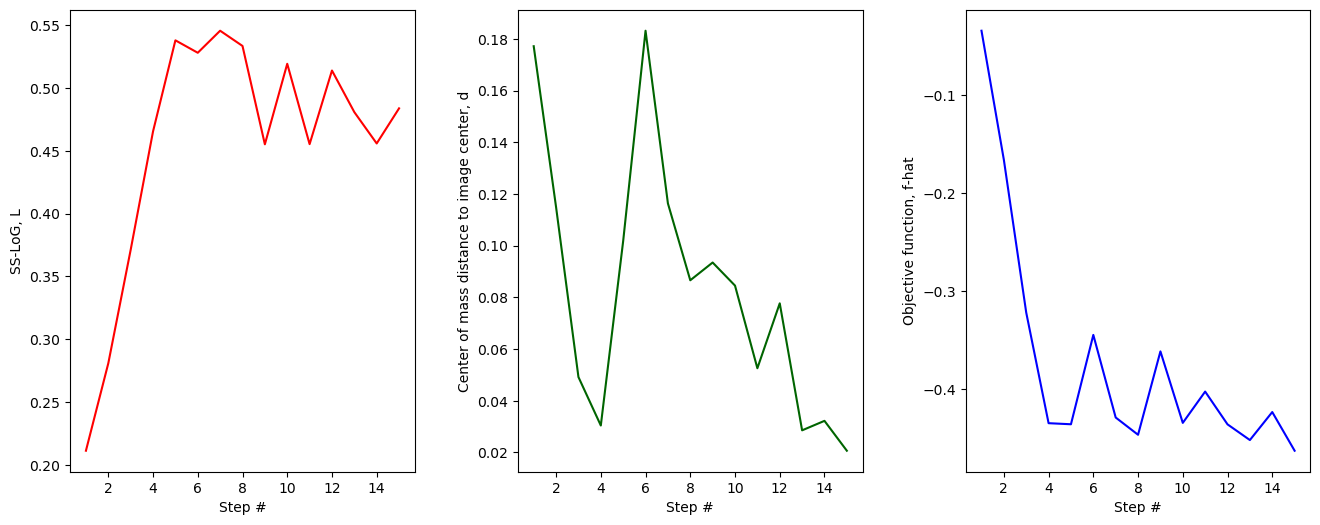 SS-LoG, L
0.55
0.50
0.45
0.40
0.35
0.30
0.25
0.20
2 4 6 8 10 12 14
Step #
Center of mass distance to image center, d
0.18
0.16
0.14
0.12
0.10
0.08
0.06
0.04
0.02
2 4 6 8 10 12 14
Step #
Objective function, f-hat
−0.1
−0.2
−0.3
−0.4
2 4 6 8 10 12 14
Step #